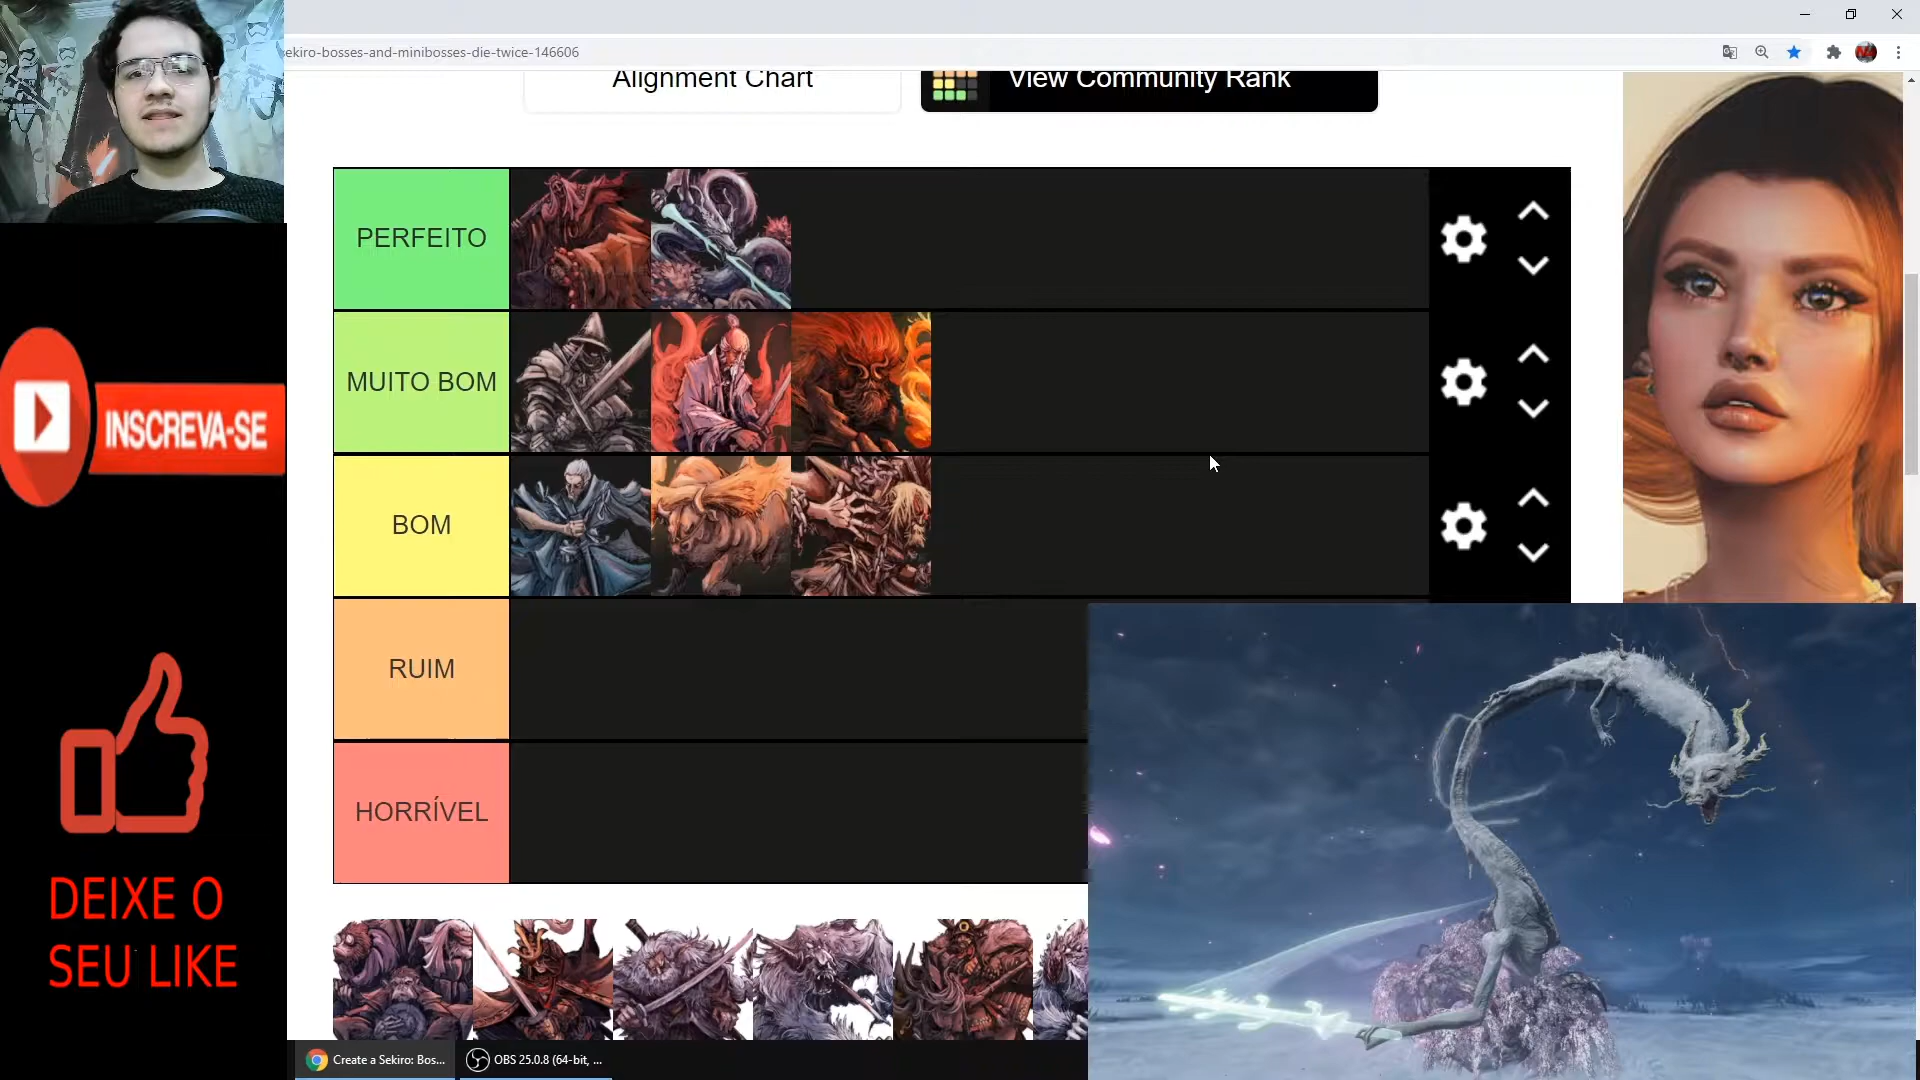 ekiro-bosses-and-minibosses-die-twice-146606
Alignment Chart
View Community Rank
PERFEITO
MUITO BOM
BOM
RUIM
HORRÍVEL
INSCREVA-SE
DEIXE O
SEU LIKE
Create a Sekiro: Bos...
OBS 25.0.8 (64-bit, ...